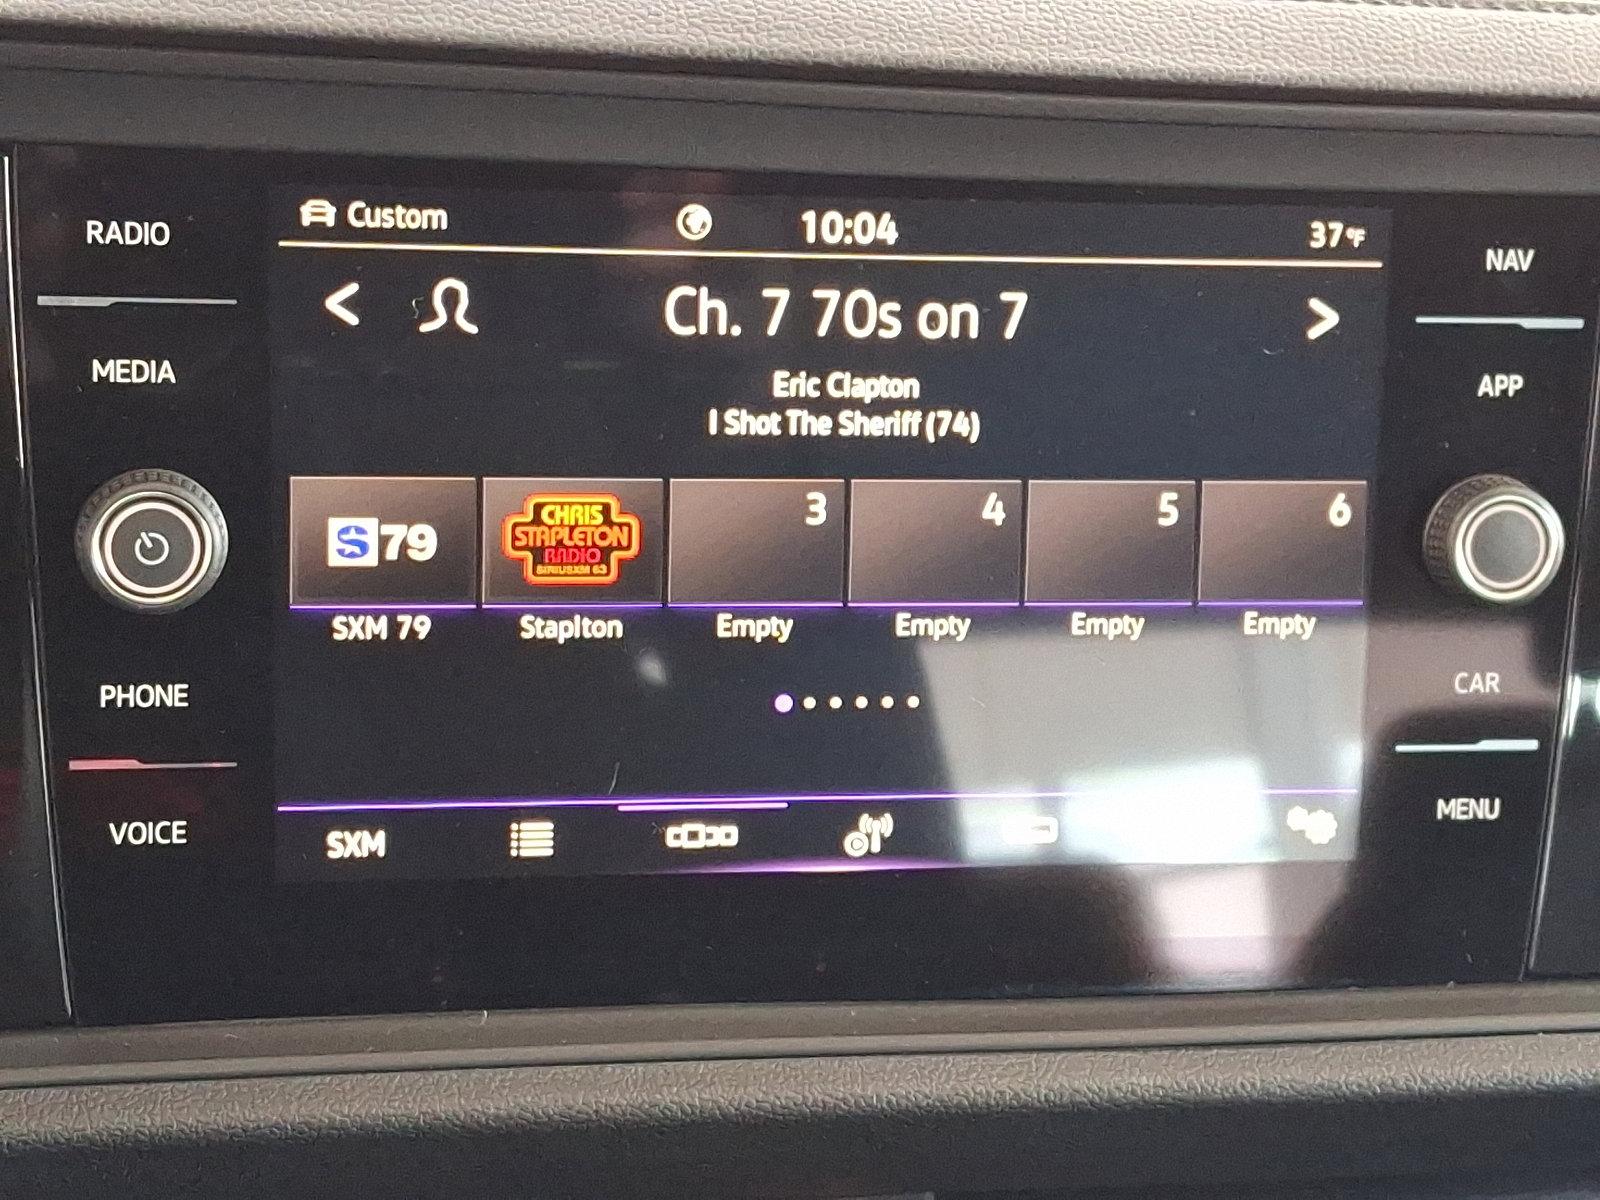 RADIO
MEDIA
PHONE
VOICE
Custom
10:04
37°F
Ch. 7 70s on 7
Eric Clapton
I Shot The Sheriff (74)
S 79
CHRIS
STAPLETON
RADIO
SIRIUSXM 63
3
4
5
6
SXM 79
Staplton
Empty
Empty
Empty
Empty
SXM
NAV
APP
CAR
MENU